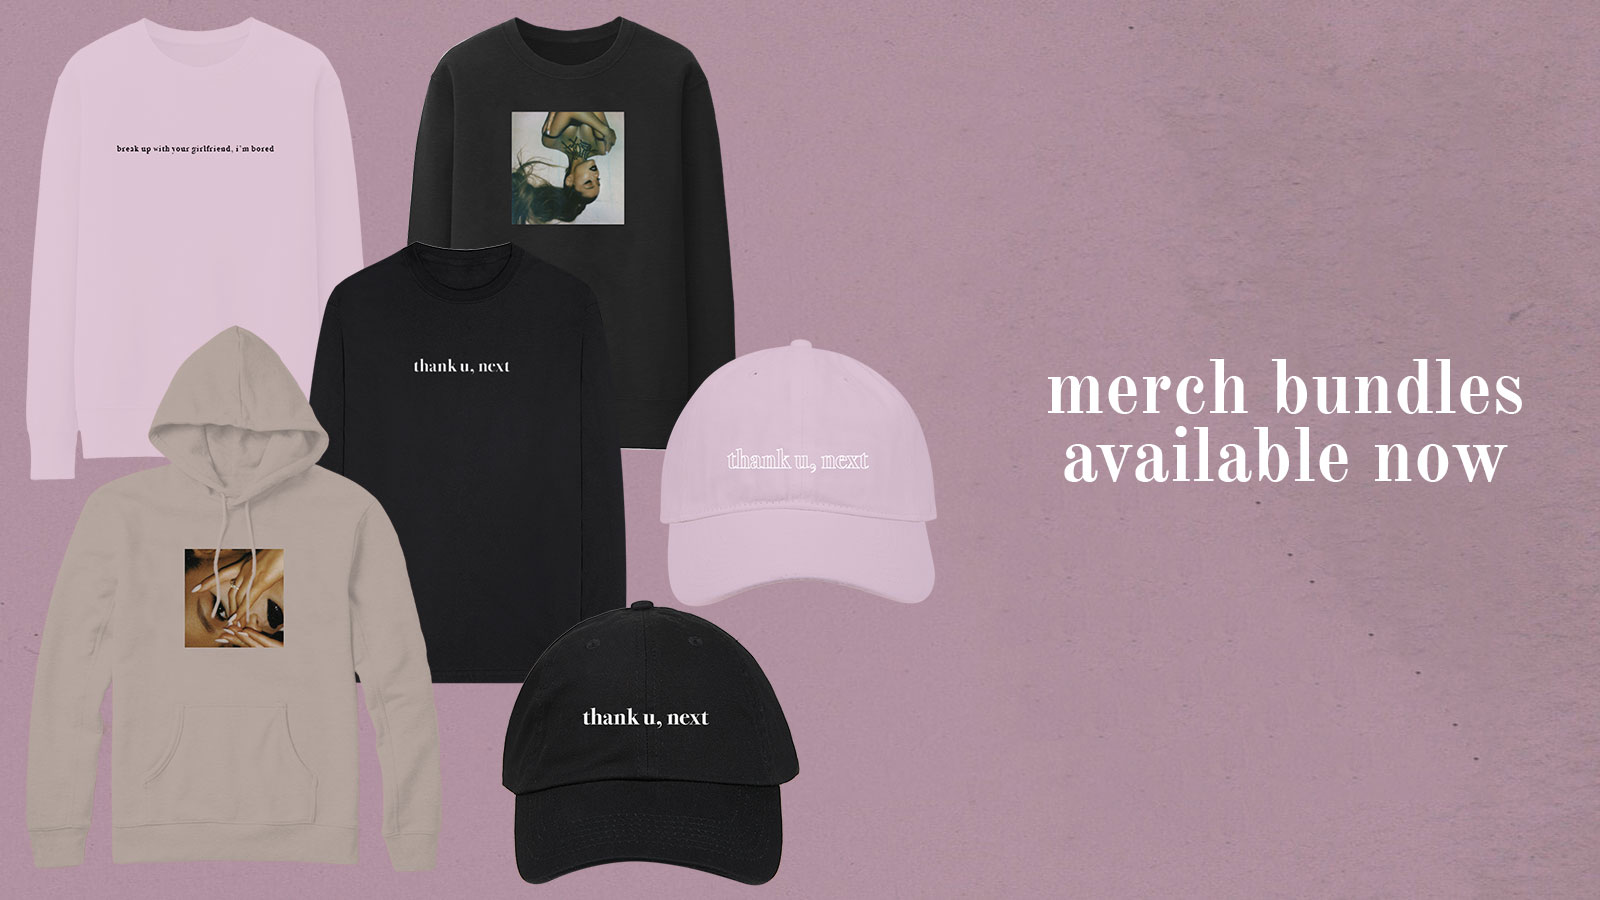 break up with your girlfriend, i'm bored
thank u, next
thank u, next
thank u, next
merch bundles
available now